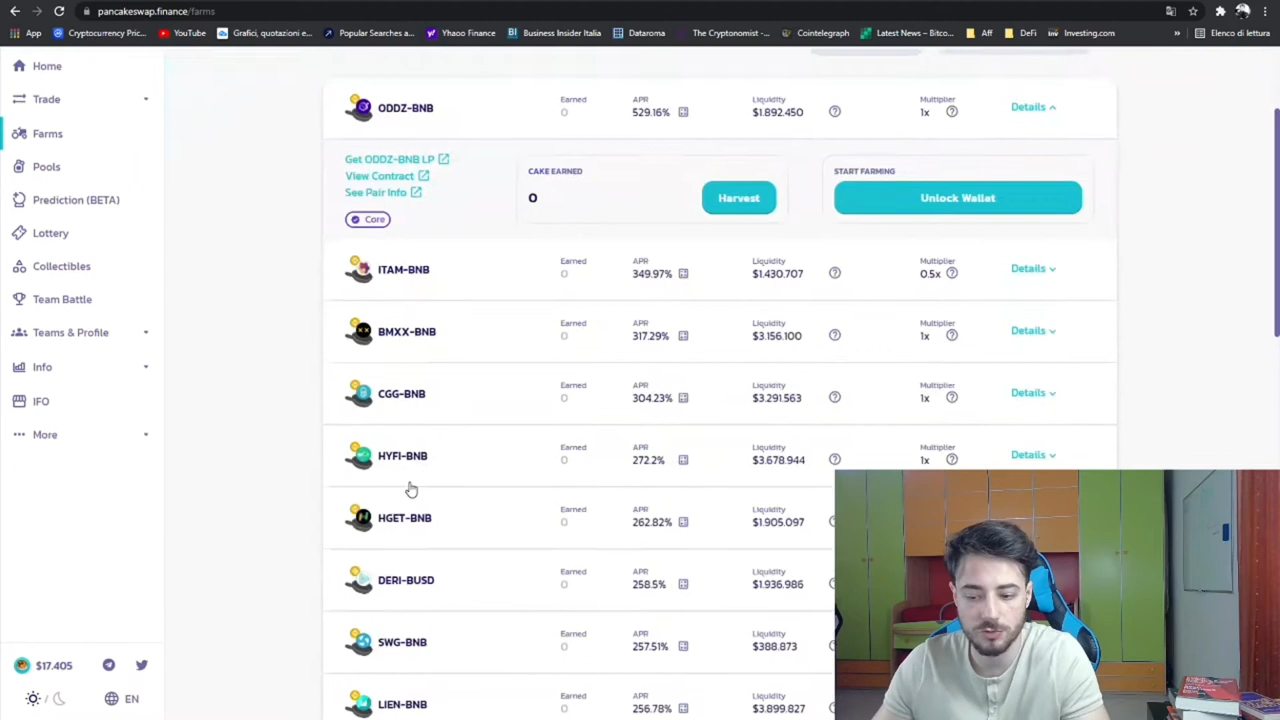 pancakeswap.finance/farms
App
Cryptocurrency Pric...
YouTube
Grafici, quotazioni e...
Popular Searches a...
Yhaoo Finance
Business Insider Italia
Dataroma
The Cryptonomist -...
Cointelegraph
Latest News – Bitco...
Aff
DeFi
Investing.com
»
Elenco di lettura
Home
Trade
Farms
Pools
Prediction (BETA)
Lottery
Collectibles
Team Battle
Teams & Profile
Info
IFO
More
$17.405
EN
ODDZ-BNB
Earned
0
APR
529.16%
Liquidity
$1.892.450
Multiplier
1x
Details
Get ODDZ-BNB LP
View Contract
See Pair Info
Core
CAKE EARNED
0
Harvest
START FARMING
Unlock Wallet
ITAM-BNB
Earned
0
APR
349.97%
Liquidity
$1.430.707
Multiplier
0.5x
Details
BMXX-BNB
Earned
0
APR
317.29%
Liquidity
$3.156.100
Multiplier
1x
Details
CGG-BNB
Earned
0
APR
304.23%
Liquidity
$3.291.563
Multiplier
1x
Details
HYFI-BNB
Earned
0
APR
272.2%
Liquidity
$3.678.944
Multiplier
1x
Details
HGET-BNB
Earned
0
APR
262.82%
Liquidity
$1.905.097
DERI-BUSD
Earned
0
APR
258.5%
Liquidity
$1.936.986
SWG-BNB
Earned
0
APR
257.51%
Liquidity
$388.873
LIEN-BNB
Earned
0
APR
256.78%
Liquidity
$3.899.827